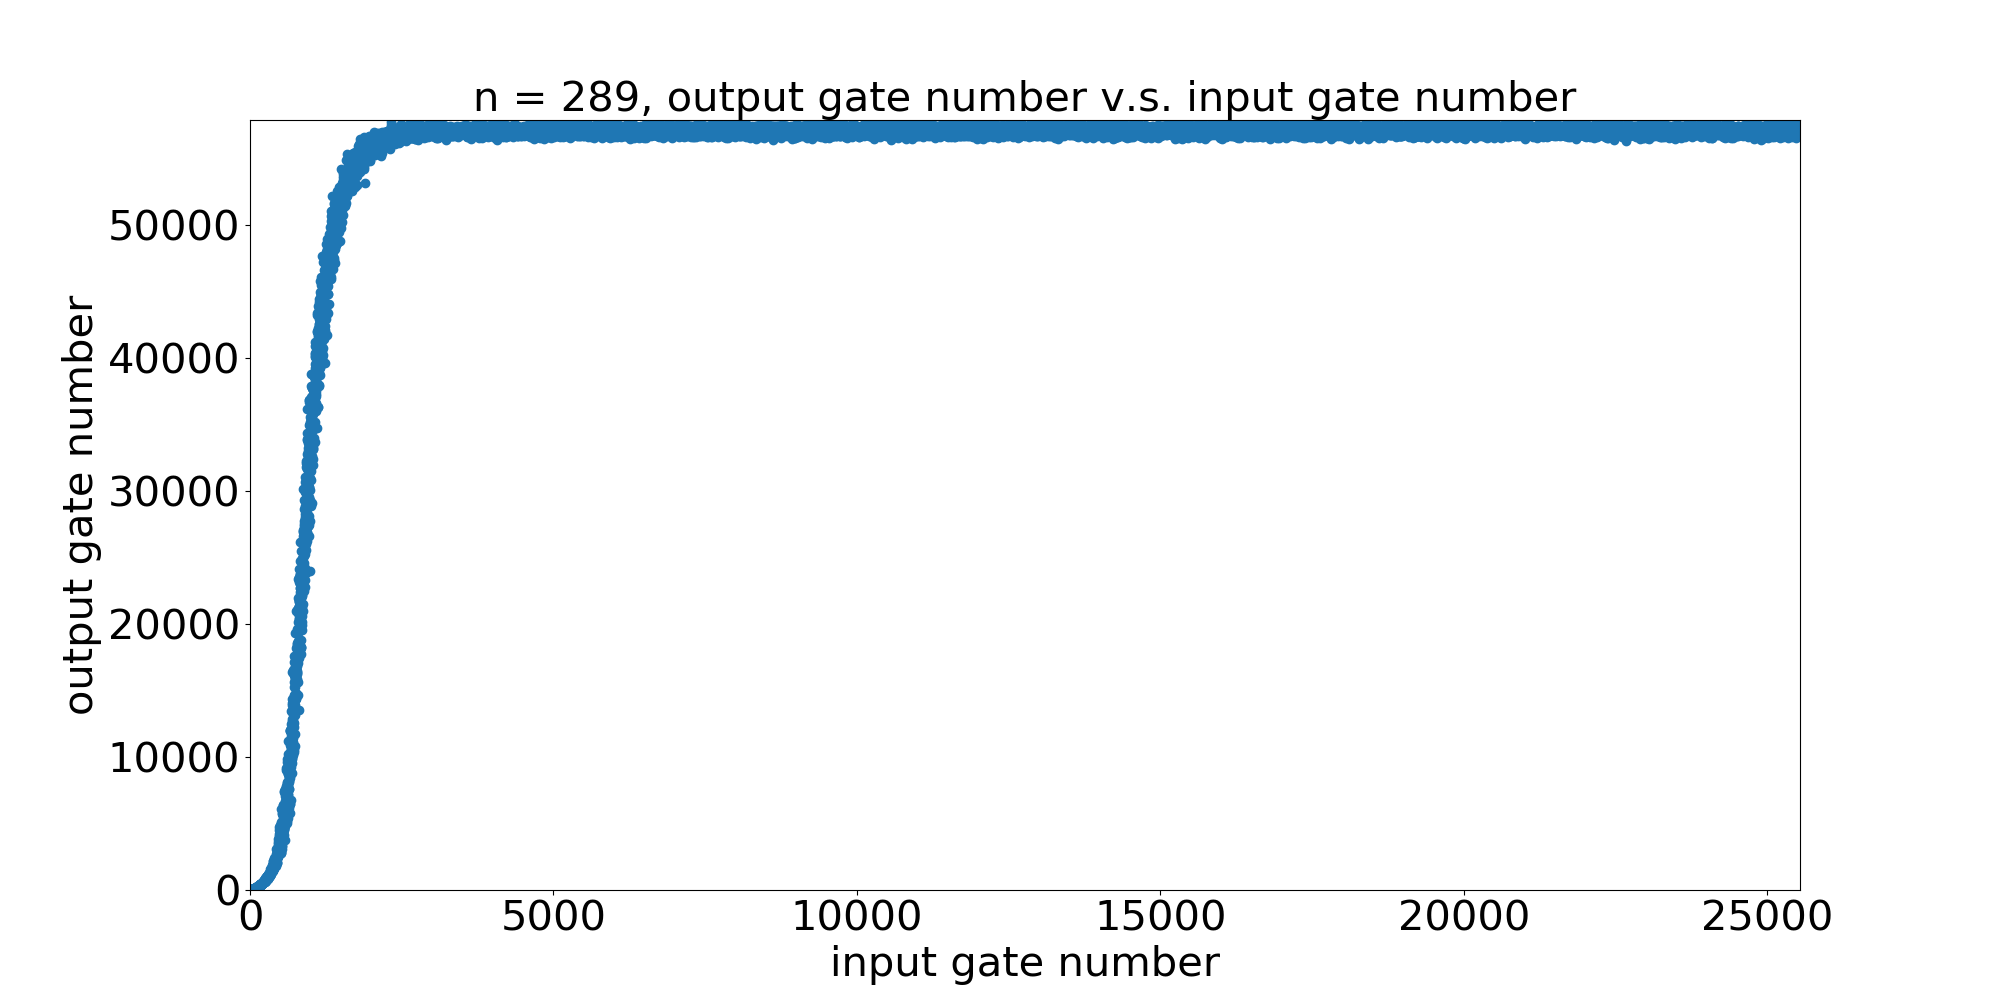 n = 289, output gate number v.s. input gate number
output gate number
50000
40000
30000
20000
10000
0
0 5000 10000 15000 20000 25000
input gate number